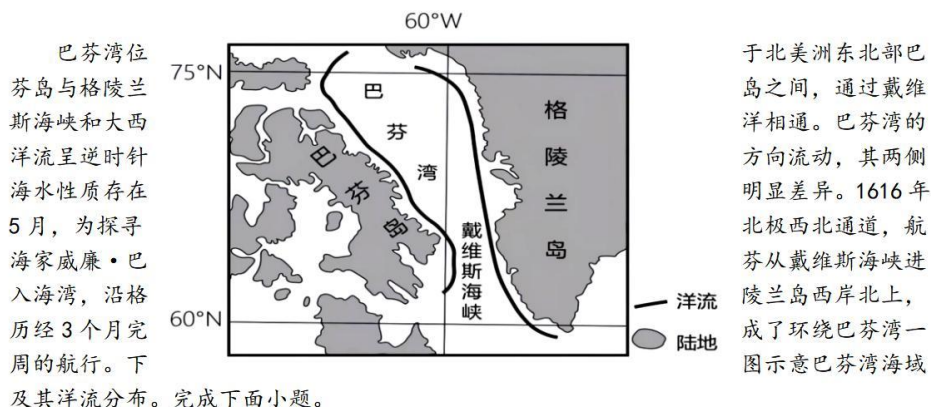 60°W
巴芬湾位于北美洲东北部巴
75°N
芬岛与格陵兰岛之间，通过戴维
斯海峡和大西洋相通。巴芬湾的
洋流呈逆时针方向流动，其两侧
海水性质存在明显差异。1616年
5月，为探寻北极西北通道，航
海家威廉·巴芬从戴维斯海峡进
入海湾，沿格陵兰岛西岸北上，
历经3个月完成了环绕巴芬湾一
周的航行。下图示意巴芬湾海域
及其洋流分布。完成下面小题。
巴芬湾
格陵兰岛
巴芬岛
戴维斯海峡
60°N
洋流
陆地